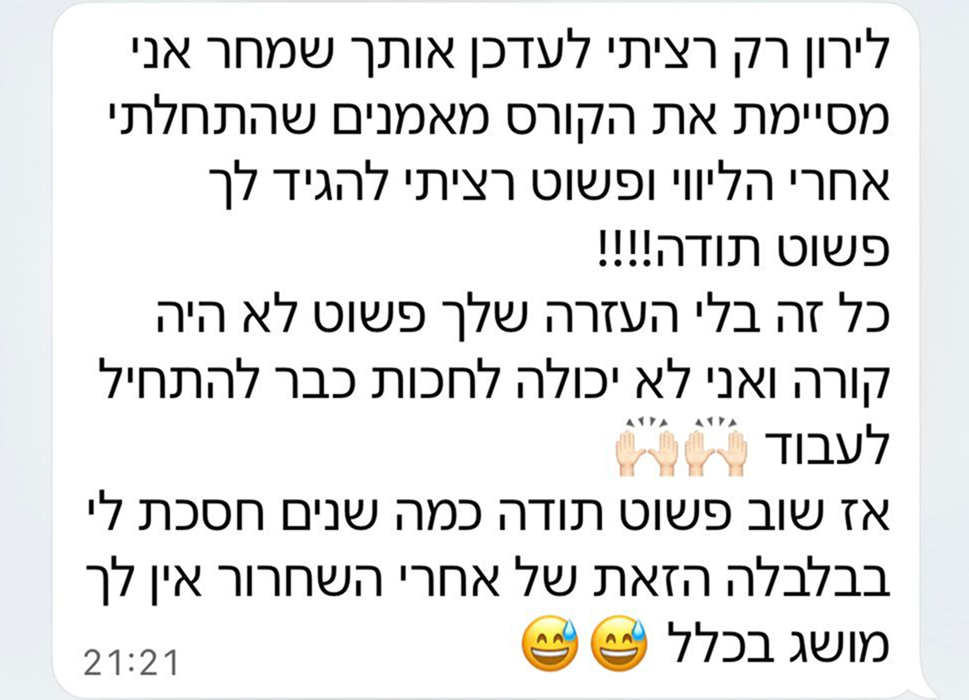 לירון רק רציתי לעדכן אותך שמחר אני
מסיימת את הקורס מאמנים שהתחלתי
אחרי הליווי ופשוט רציתי להגיד לך
פשוט תודה!!!!
כל זה בלי העזרה שלך פשוט לא היה
קורה ואני לא יכולה לחכות כבר להתחיל
לעבוד 🙌🏻🙌🏻
אז שוב פשוט תודה כמה שנים חסכת לי
בבלבלה הזאת של אחרי השחרור אין לך
מושג בכלל 😅😅
21:21